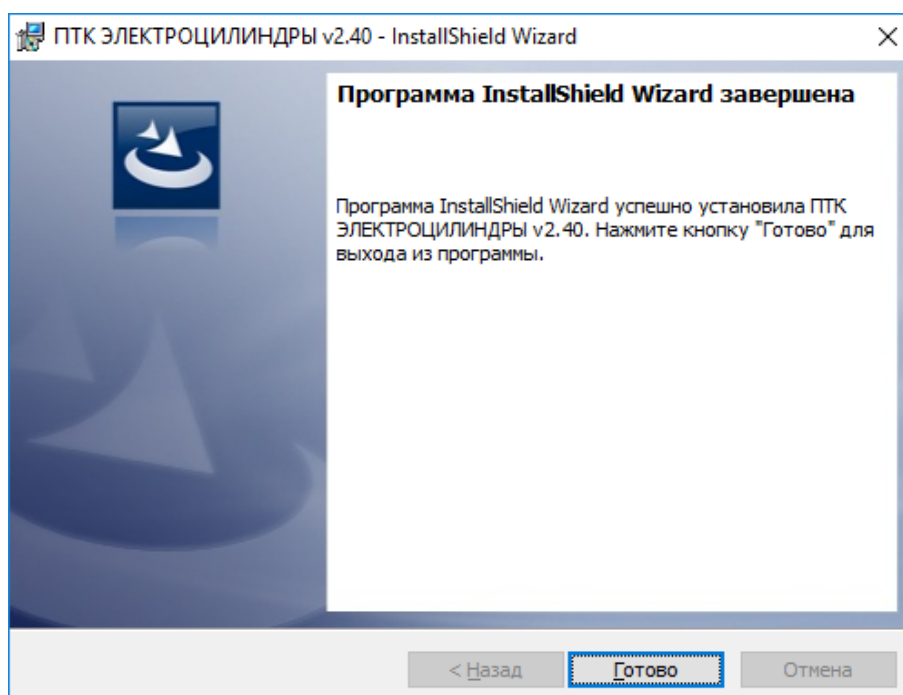 ПТК ЭЛЕКТРОЦИЛИНДРЫ v2.40 - InstallShield Wizard
Программа InstallShield Wizard завершена
Программа InstallShield Wizard успешно установила ПТК
ЭЛЕКТРОЦИЛИНДРЫ v2.40. Нажмите кнопку "Готово" для
выхода из программы.
< Назад
Готово
Отмена